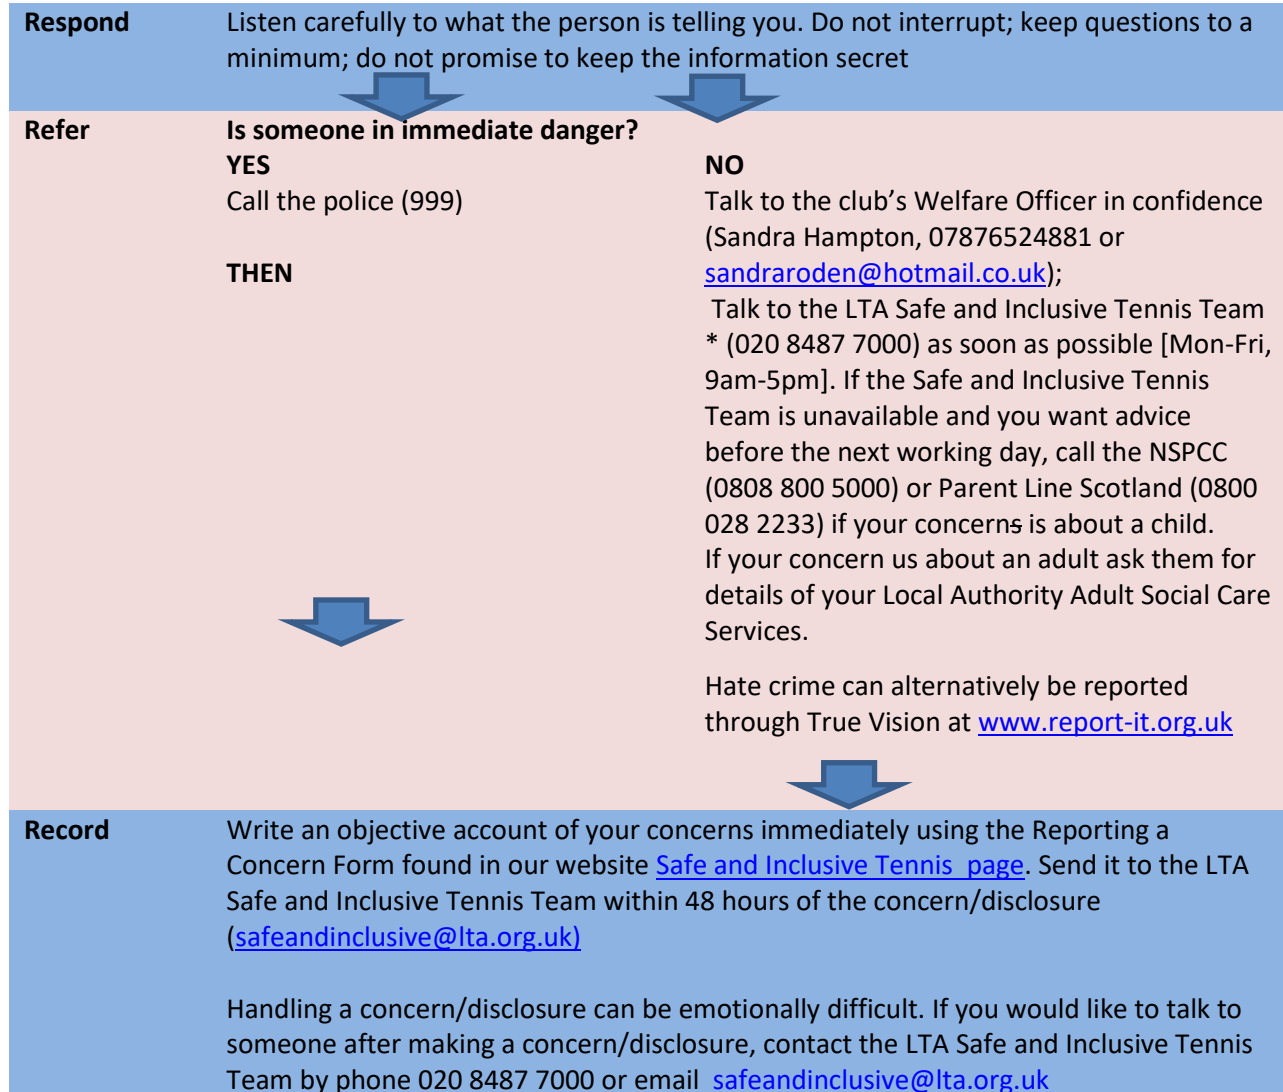 Respond
Listen carefully to what the person is telling you. Do not interrupt; keep questions to a
minimum; do not promise to keep the information secret
Refer
Is someone in immediate danger?
YES
Call the police (999)
THEN
NO
Talk to the club’s Welfare Officer in confidence
(Sandra Hampton, 07876524881 or
sandraroden@hotmail.co.uk);
Talk to the LTA Safe and Inclusive Tennis Team
* (020 8487 7000) as soon as possible [Mon-Fri,
9am-5pm]. If the Safe and Inclusive Tennis
Team is unavailable and you want advice
before the next working day, call the NSPCC
(0808 800 5000) or Parent Line Scotland (0800
028 2233) if your concerns is about a child.
If your concern us about an adult ask them for
details of your Local Authority Adult Social Care
Services.
Hate crime can alternatively be reported
through True Vision at www.report-it.org.uk
Record
Write an objective account of your concerns immediately using the Reporting a
Concern Form found in our website Safe and Inclusive Tennis  page. Send it to the LTA
Safe and Inclusive Tennis Team within 48 hours of the concern/disclosure
(safeandinclusive@lta.org.uk)
Handling a concern/disclosure can be emotionally difficult. If you would like to talk to
someone after making a concern/disclosure, contact the LTA Safe and Inclusive Tennis
Team by phone 020 8487 7000 or email  safeandinclusive@lta.org.uk